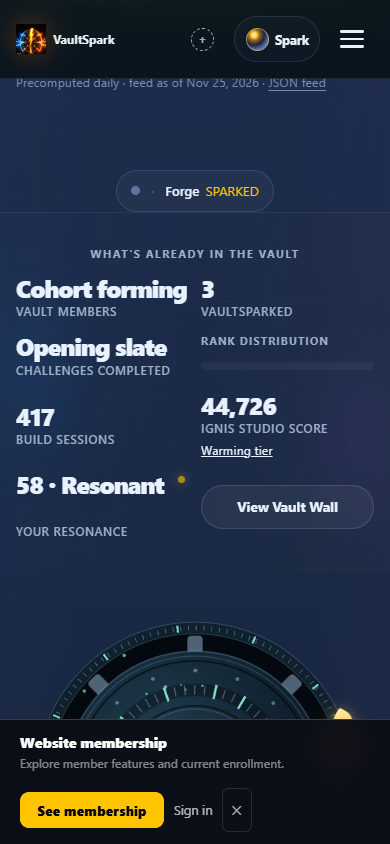 VaultSpark
+
Spark
Precomputed daily · feed as of Nov 25, 2026 · JSON feed
· Forge SPARKED
WHAT'S ALREADY IN THE VAULT
Cohort forming
VAULT MEMBERS
3
VAULTSPARKED
Opening slate
CHALLENGES COMPLETED
RANK DISTRIBUTION
417
BUILD SESSIONS
44,726
IGNIS STUDIO SCORE
Warming tier
58 · Resonant
YOUR RESONANCE
View Vault Wall
Website membership
Explore member features and current enrollment.
See membership
Sign in
×